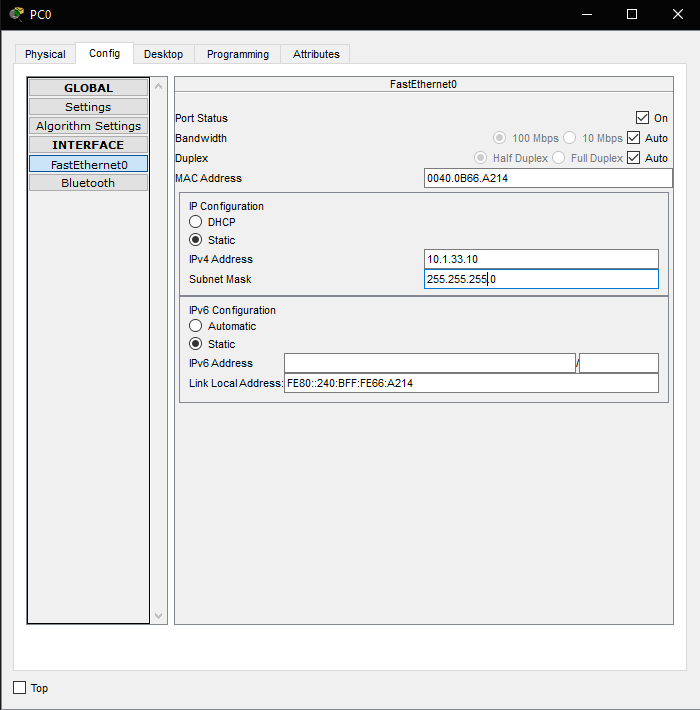 PC0
Physical Config Desktop Programming Attributes
GLOBAL
Settings
Algorithm Settings
INTERFACE
FastEthernet0
Bluetooth
FastEthernet0
Port Status On
Bandwidth 100 Mbps 10 Mbps Auto
Duplex Half Duplex Full Duplex Auto
MAC Address 0040.0B66.A214
IP Configuration
DHCP
Static
IPv4 Address 10.1.33.10
Subnet Mask 255.255.255.0
IPv6 Configuration
Automatic
Static
IPv6 Address /
Link Local Address: FE80::240:BFF:FE66:A214
Top